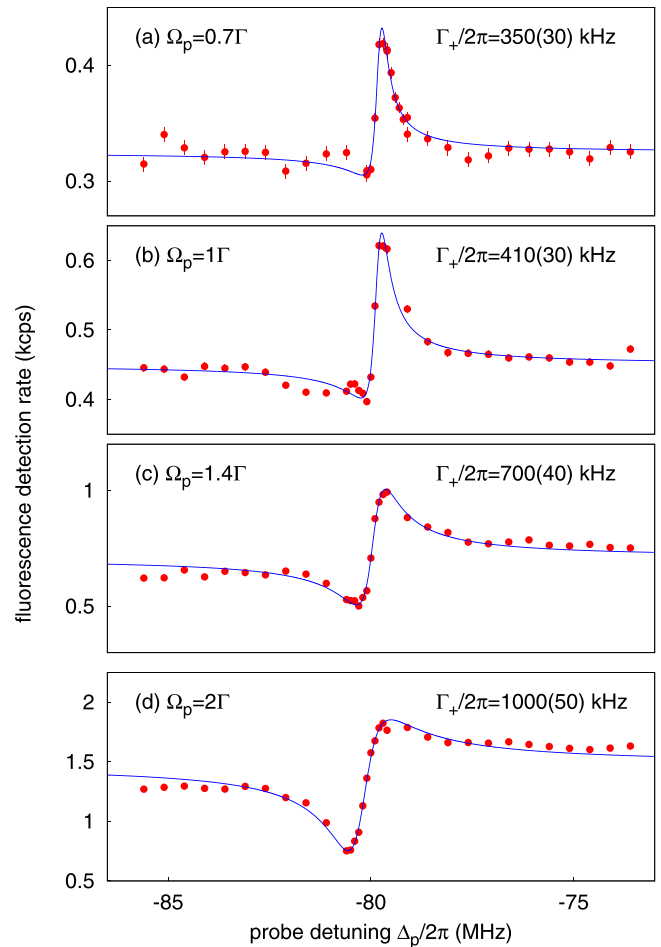 (a) Ωp=0.7Γ Γ+/2π=350(30) kHz
0.4
0.3
(b) Ωp=1Γ Γ+/2π=410(30) kHz
0.6
0.5
0.4
(c) Ωp=1.4Γ Γ+/2π=700(40) kHz
1
0.5
(d) Ωp=2Γ Γ+/2π=1000(50) kHz
2
1.5
1
0.5
-85 -80 -75
probe detuning Δp/2π (MHz)
fluorescence detection rate (kcps)